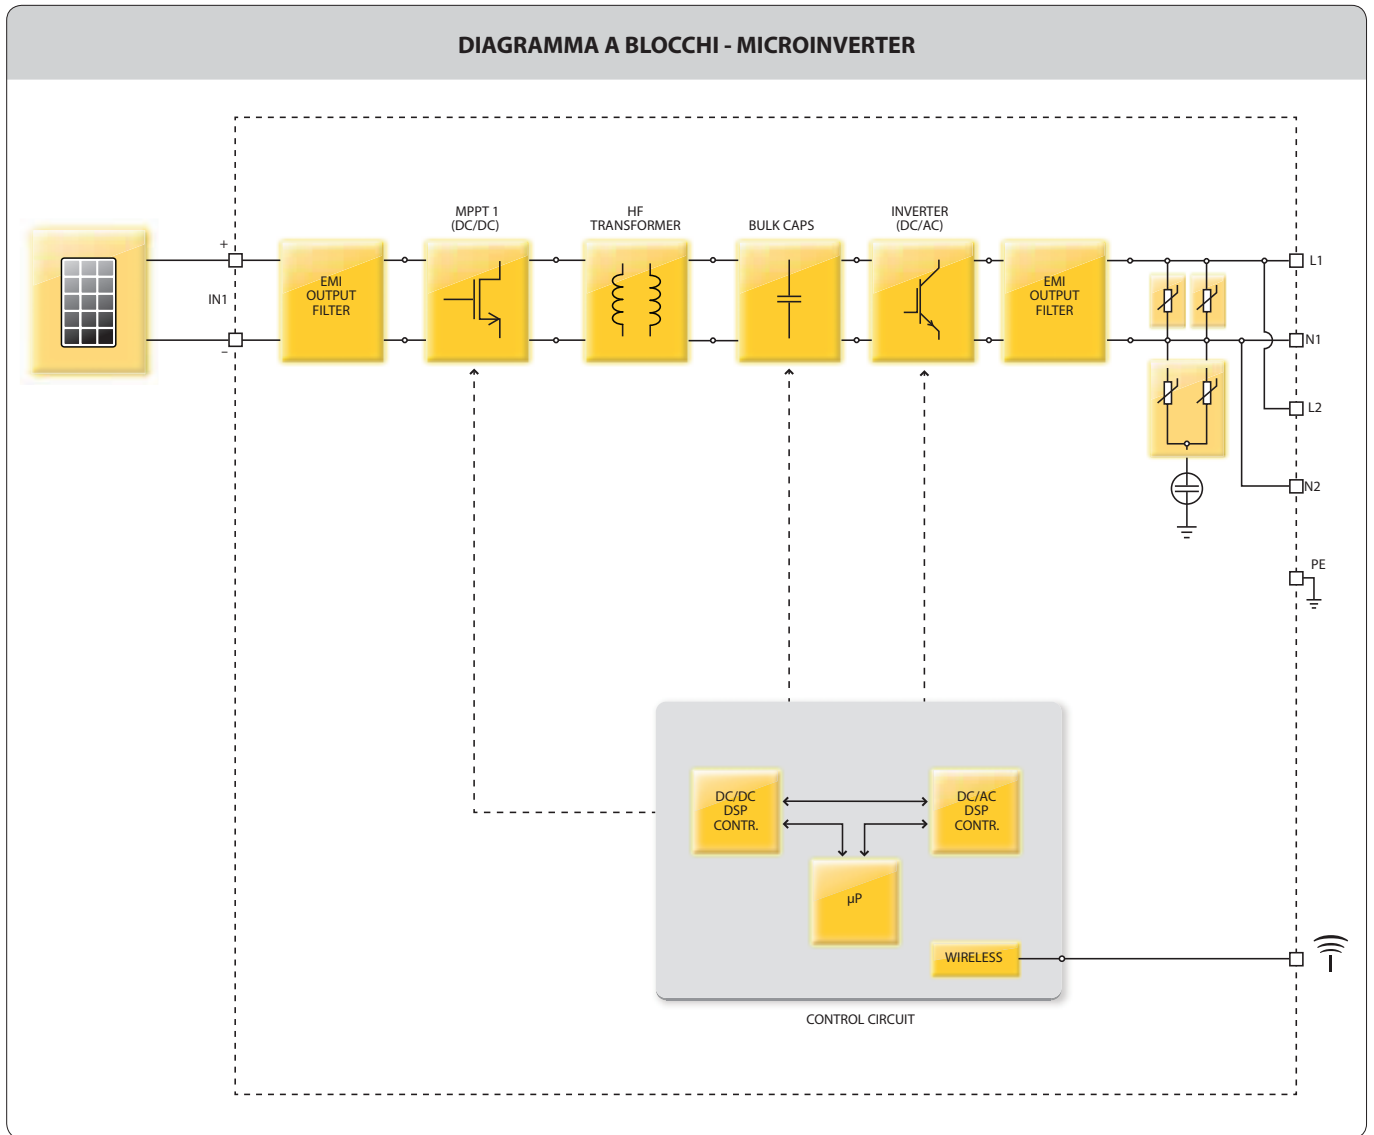 DIAGRAMMA A BLOCCHI - MICROINVERTER
MPPT 1
(DC/DC)
HF
TRANSFORMER
BULK CAPS
INVERTER
(DC/AC)
+
IN1
–
EMI
OUTPUT
FILTER
EMI
OUTPUT
FILTER
L1
N1
L2
N2
PE
DC/DC
DSP
CONTR.
DC/AC
DSP
CONTR.
µP
WIRELESS
CONTROL CIRCUIT